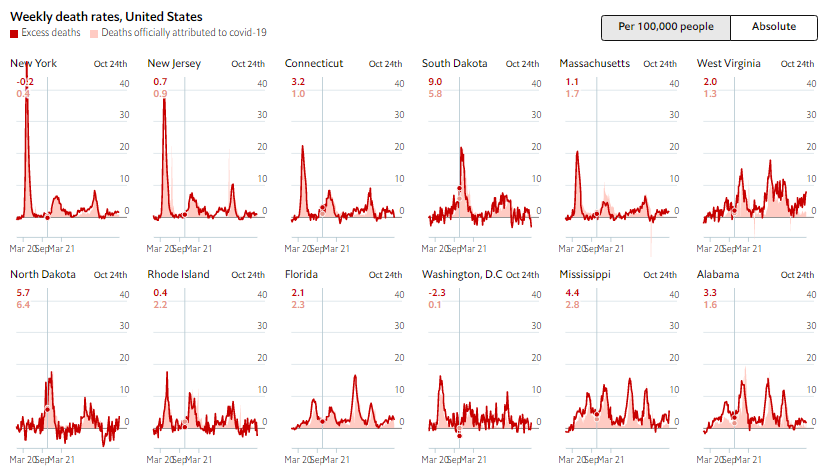 Weekly death rates, United States
Excess deaths Deaths officially attributed to covid-19
Per 100,000 people Absolute
New York Oct 24th New Jersey Oct 24th Connecticut Oct 24th South Dakota Oct 24th Massachusetts Oct 24th West Virginia Oct 24th
-0.2 40 0.7 40 3.2 40 9.0 40 1.1 40 2.0 40
0.9 1.0 5.8 1.7 1.3
30 30 30 30 30 30
20 20 20 20 20 20
10 10 10 10 10 10
0 0 0 0 0 0
Mar 20 Sep Mar 21 Mar 20 Sep Mar 21 Mar 20 Sep Mar 21 Mar 20 Sep Mar 21 Mar 20 Sep Mar 21 Mar 20 Sep Mar 21
North Dakota Oct 24th Rhode Island Oct 24th Florida Oct 24th Washington, D.C Oct 24th Mississippi Oct 24th Alabama Oct 24th
5.7 40 0.4 40 2.1 40 -2.3 40 4.4 40 3.3 40
6.4 2.2 2.3 0.1 2.8 1.6
30 30 30 30 30 30
20 20 20 20 20 20
10 10 10 10 10 10
0 0 0 0 0 0
Mar 20 Sep Mar 21 Mar 20 Sep Mar 21 Mar 20 Sep Mar 21 Mar 20 Sep Mar 21 Mar 20 Sep Mar 21 Mar 20 Sep Mar 21